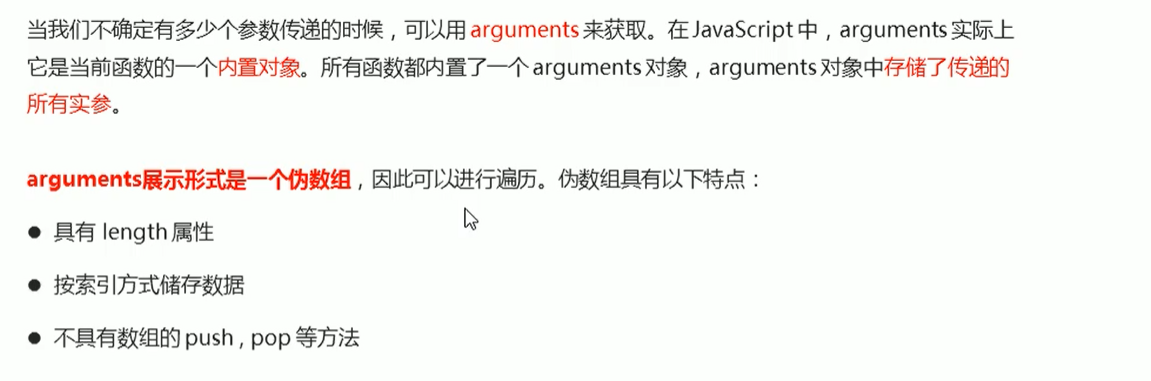 当我们不确定有多少个参数传递的时候，可以用 arguments 来获取。在 JavaScript 中，arguments 实际上
它是当前函数的一个内置对象。所有函数都内置了一个 arguments 对象，arguments 对象中存储了传递的
所有实参。
arguments展示形式是一个伪数组，因此可以进行遍历。伪数组具有以下特点：
● 具有 length 属性
● 按索引方式储存数据
● 不具有数组的 push , pop 等方法